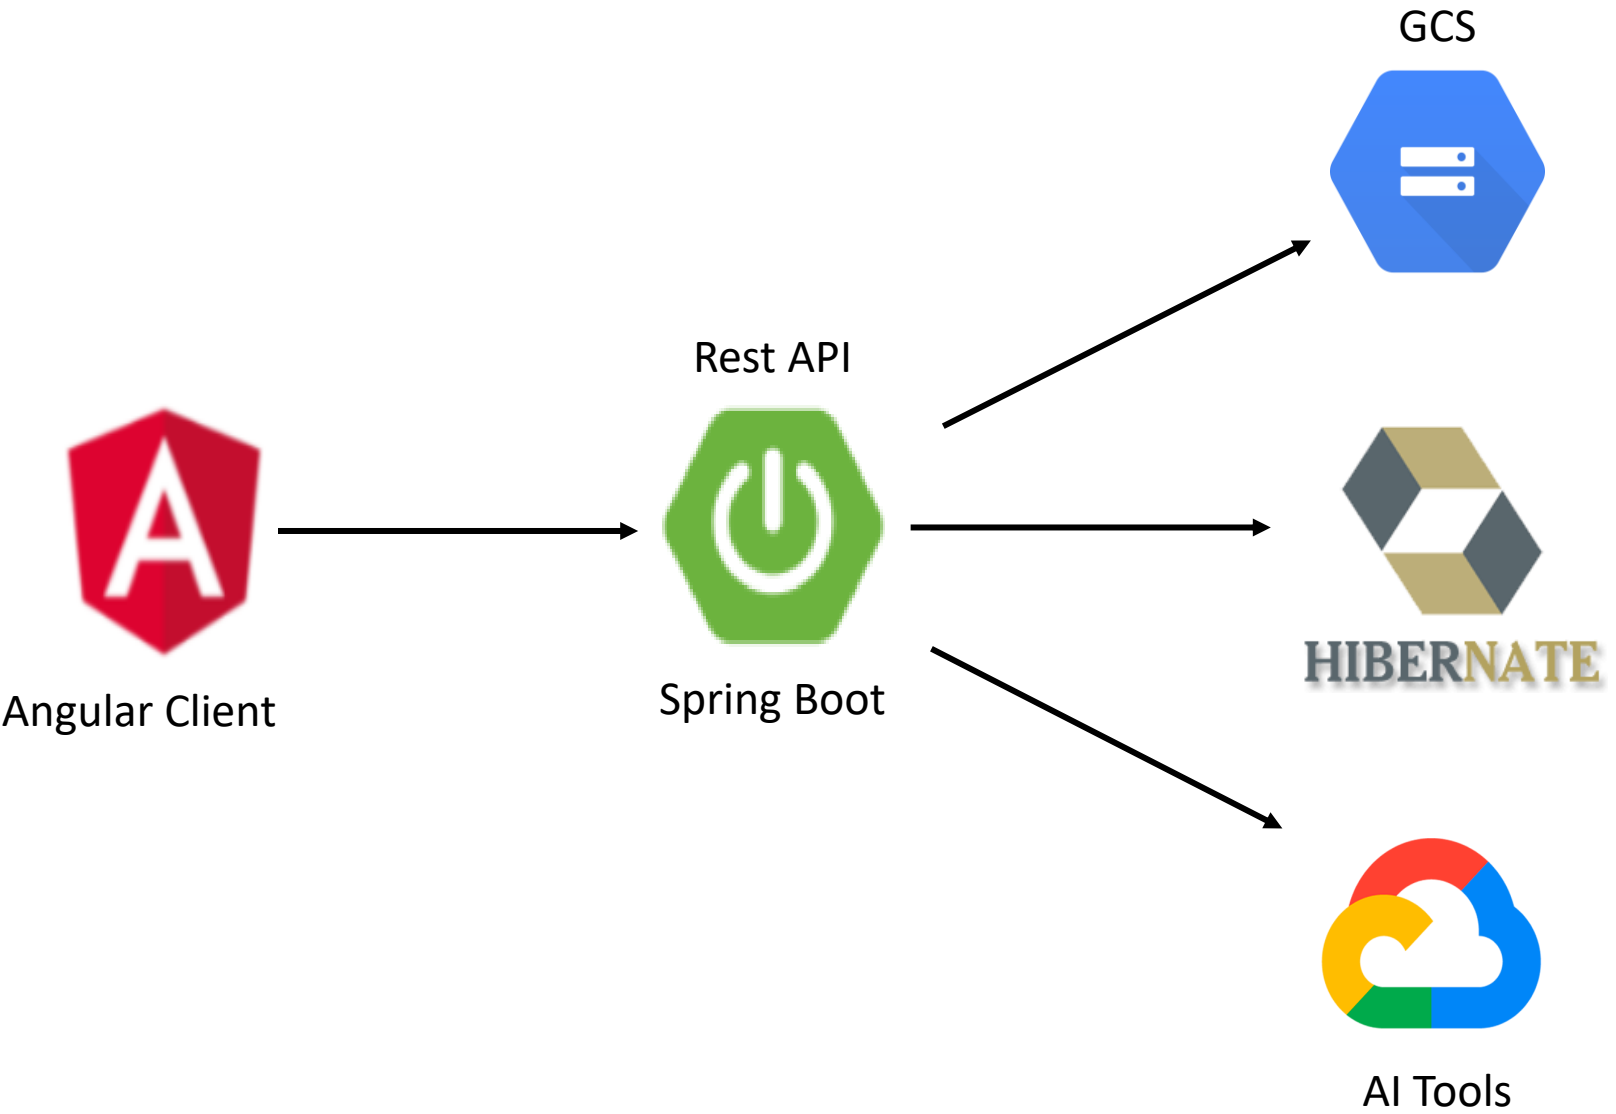 GCS
Rest API
Angular Client
Spring Boot
HIBERNATE
AI Tools